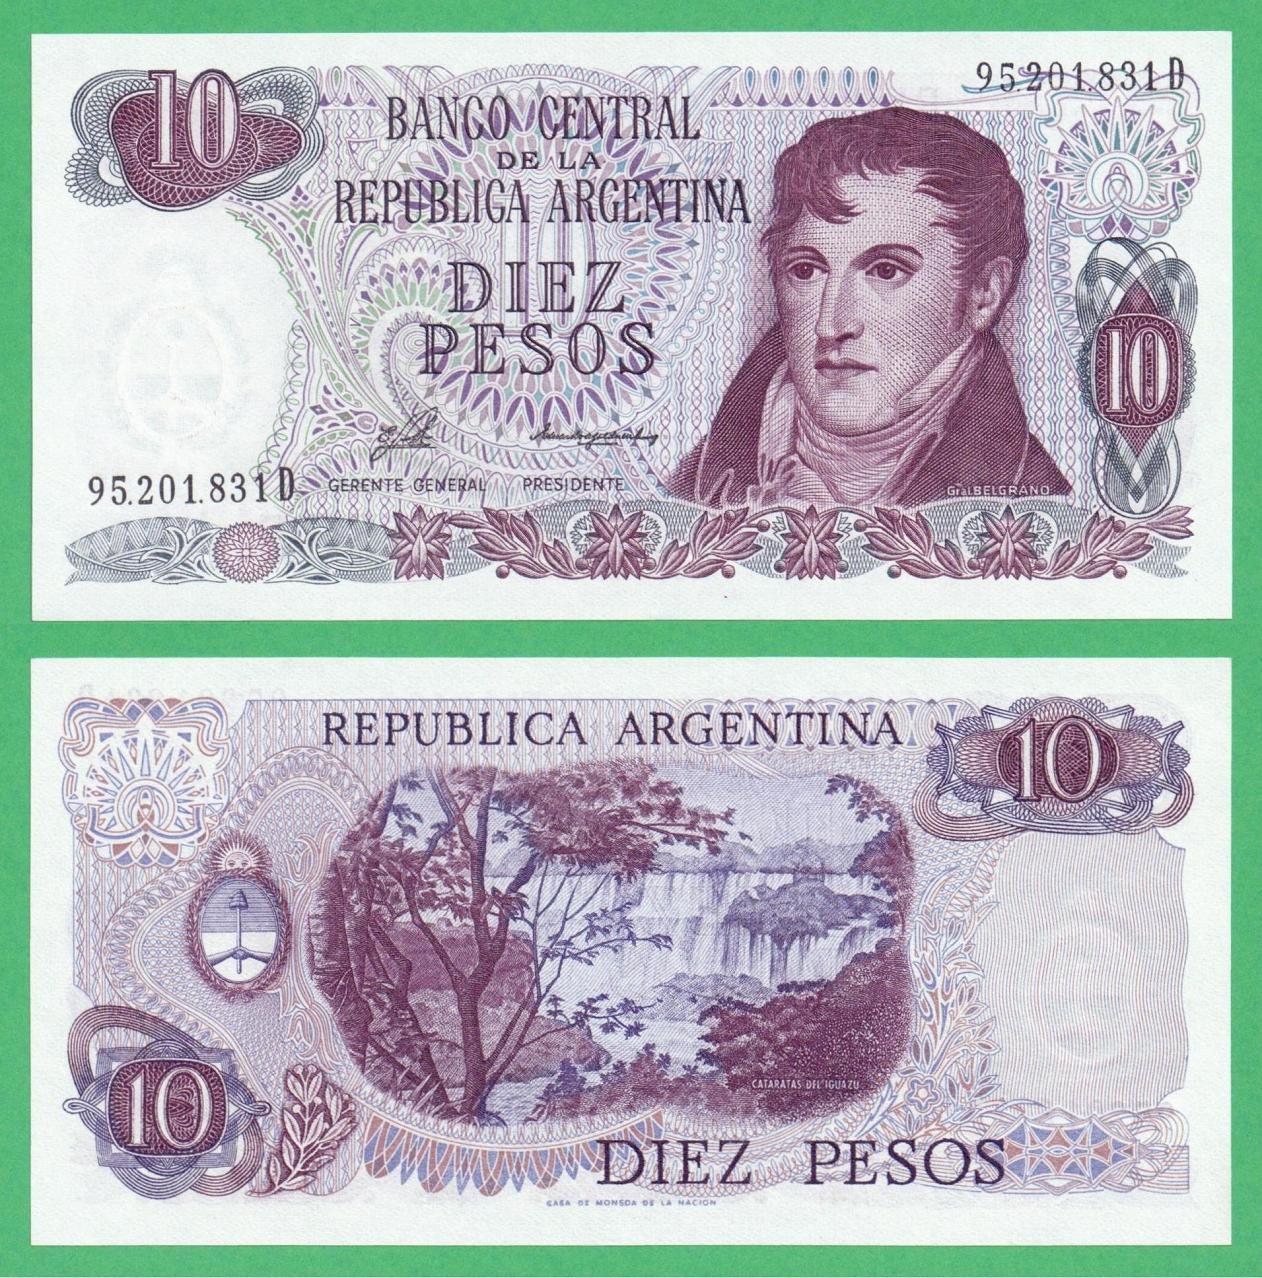 10
95.201.831 D
BANCO CENTRAL
DE LA
REPUBLICA ARGENTINA
DIEZ
PESOS
10
95.201.831 D
GERENTE GENERAL PRESIDENTE
Gral. BELGRANO
REPUBLICA ARGENTINA
10
CATARATAS DEL IGUAZU
10
DIEZ PESOS
CASA DE MONEDA DE LA NACION